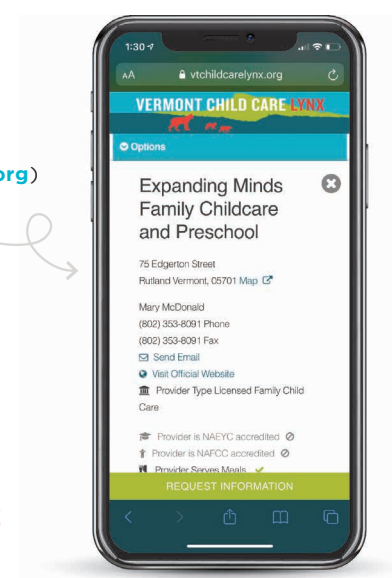 1:30
AA vtchildcarelynx.org
VERMONT CHILD CARE LYNX
Options
org)
Expanding Minds
Family Childcare
and Preschool
75 Edgerton Street
Rutland Vermont, 05701 Map
Mary McDonald
(802) 353-8091 Phone
(802) 353-8091 Fax
Send Email
Visit Official Website
Provider Type Licensed Family Child
Care
Provider is NAEYC accredited
Provider is NAFCC accredited
Provider Serves Meals
REQUEST INFORMATION